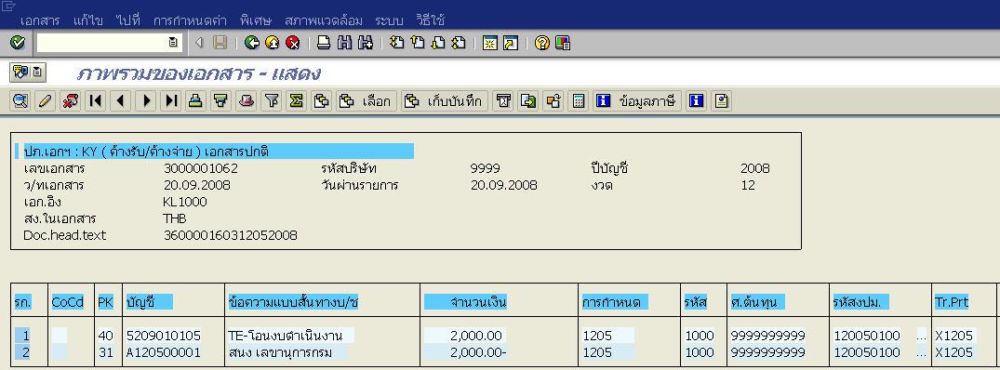 เอกสาร แก้ไข ไปที่ การกำหนดค่า พิเศษ สภาพแวดล้อม ระบบ วิธีใช้
ภาพรวมของเอกสาร - แสดง
เลือก เก็บบันทึก ข้อมูลภาษี
ปภ.เอกฯ : KY ( ค้างรับ/ค้างจ่าย ) เอกสารปกติ
เลขเอกสาร 3000001062 รหัสบริษัท 9999 ปีบัญชี 2008
ว/ทเอกสาร 20.09.2008 วันผ่านรายการ 20.09.2008 งวด 12
เอก.อิง KL1000
สง.ในเอกสาร THB
Doc.head.text 360000160312052008
รก. CoCd PK บัญชี ข้อความแบบสั้นทางบ/ช จำนวนเงิน การกำหนด รหัส ศ.ต้นทุน รหัสงปม. Tr.Prt
1 40 5209010105 TE-โอนงบดำเนินงาน 2,000.00 1205 1000 9999999999 120050100 ... X1205
2 31 A120500001 สนง เลขานุการกรม 2,000.00- 1205 1000 9999999999 120050100 ... X1205